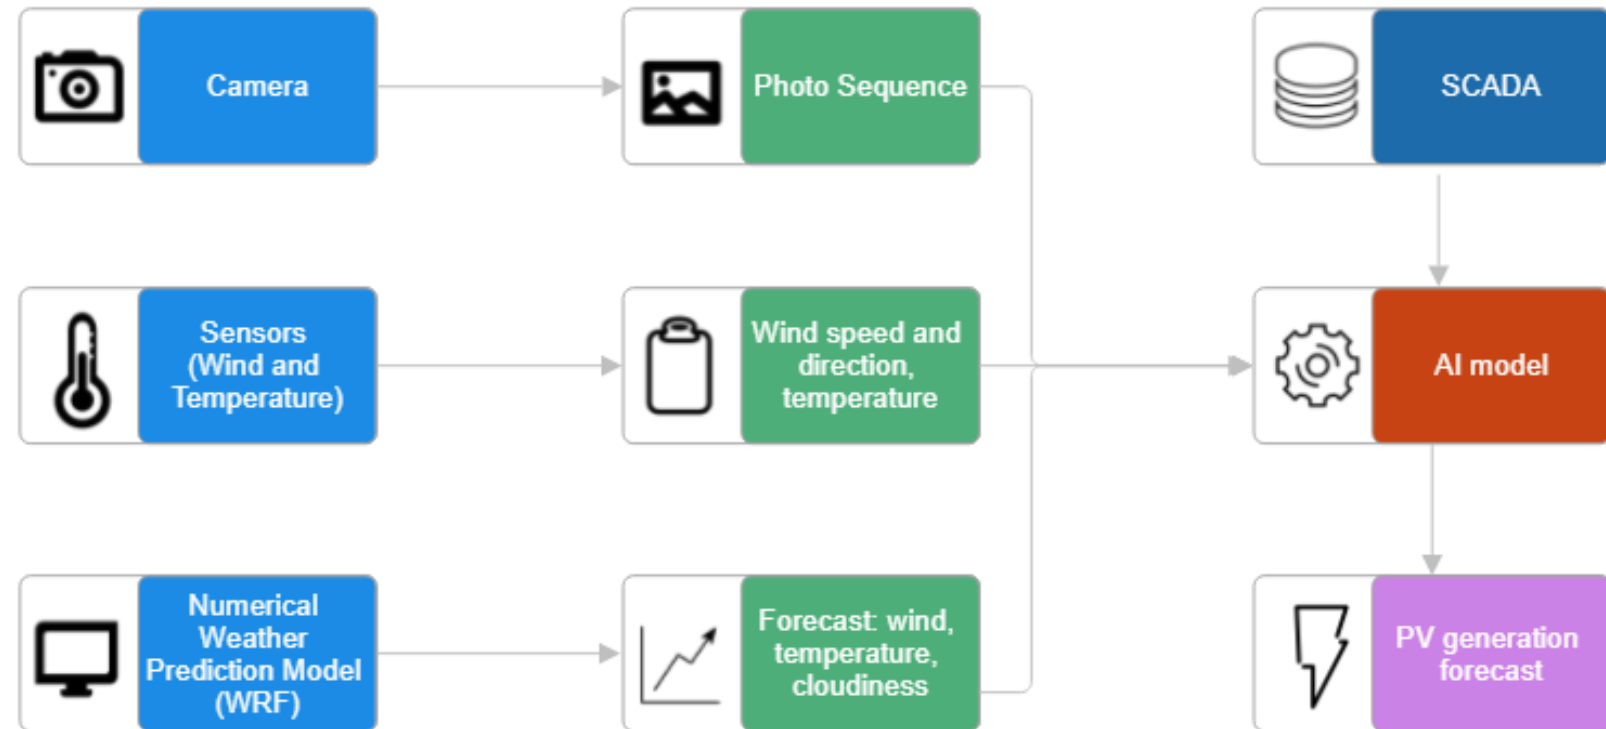 Camera
Photo Sequence
SCADA
Sensors
(Wind and
Temperature)
Wind speed and
direction,
temperature
AI model
Numerical
Weather
Prediction Model
(WRF)
Forecast: wind,
temperature,
cloudiness
PV generation
forecast